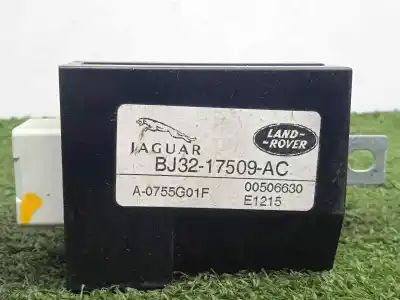 JAGUAR
LAND-
ROVER
BJ32-17509-AC
A-0755G01F 00506630
E1215